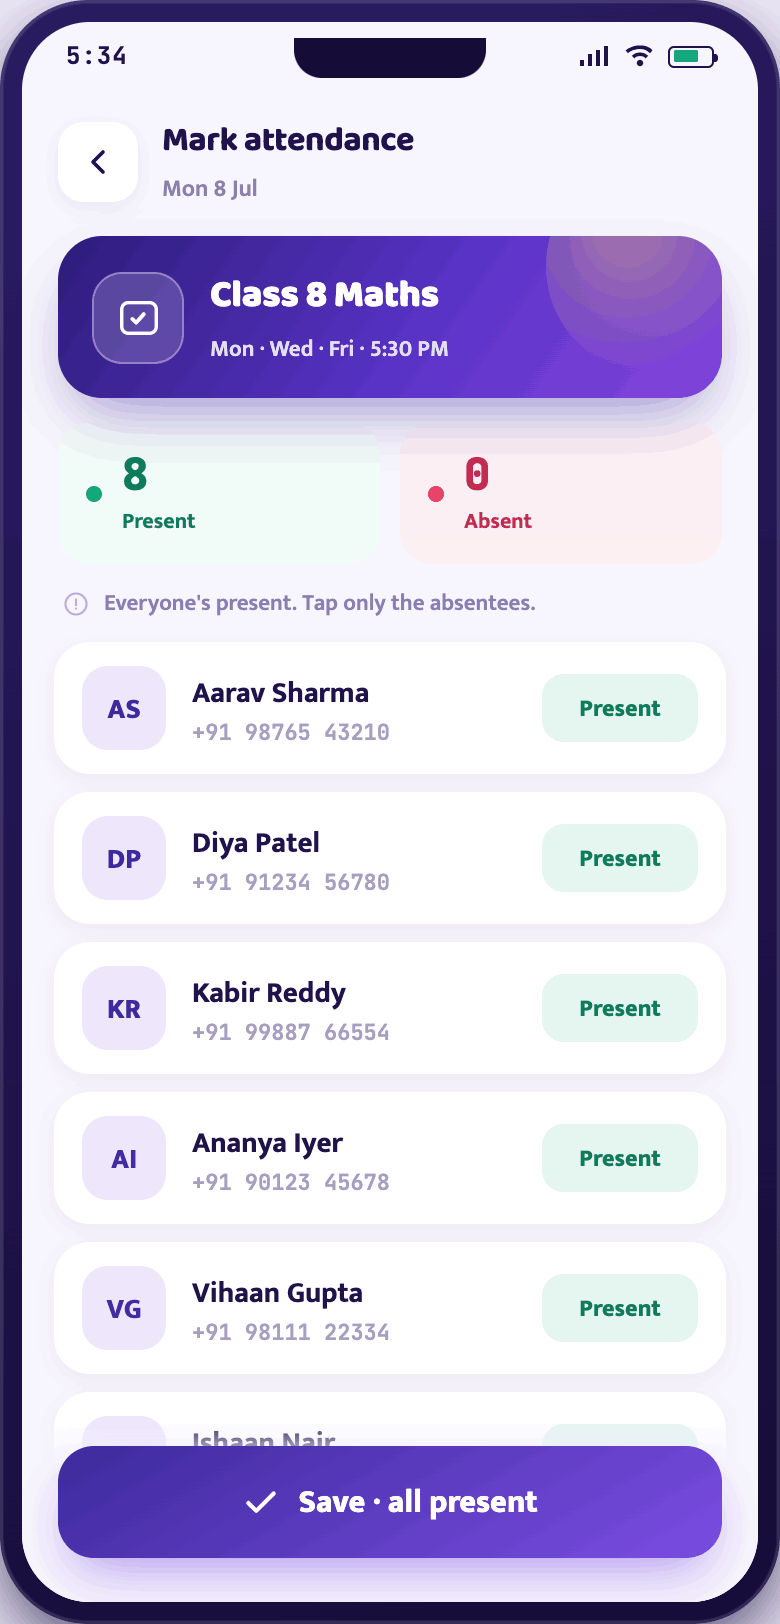 5:34
Mark attendance
Mon 8 Jul
Class 8 Maths
Mon · Wed · Fri · 5:30 PM
8
Present
0
Absent
Everyone's present. Tap only the absentees.
AS
Aarav Sharma
+91 98765 43210
Present
DP
Diya Patel
+91 91234 56780
Present
KR
Kabir Reddy
+91 99887 66554
Present
AI
Ananya Iyer
+91 90123 45678
Present
VG
Vihaan Gupta
+91 98111 22334
Present
Ishaan Nair
Save · all present